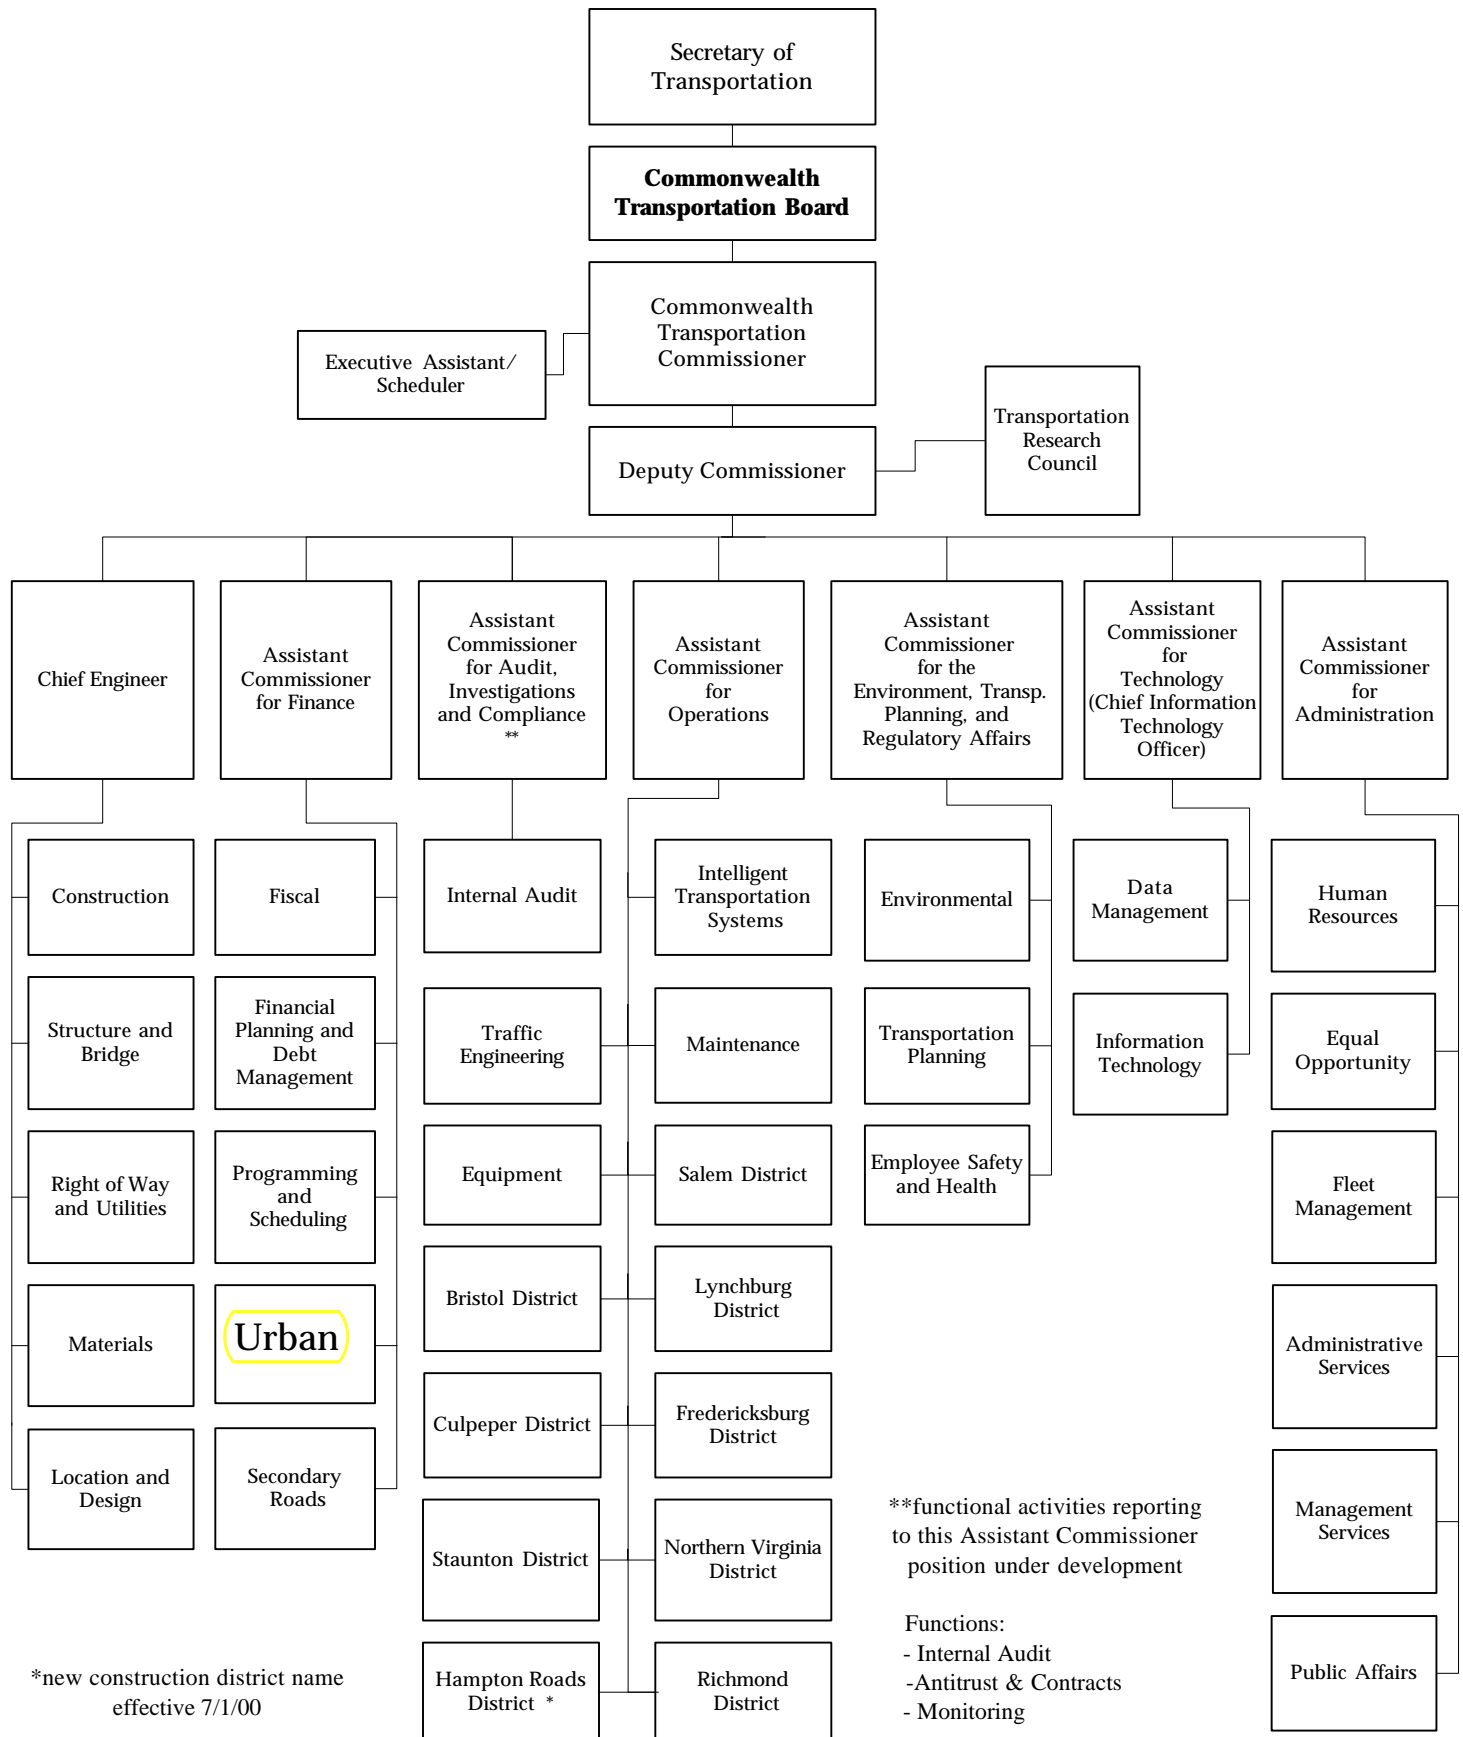 Secretary of
Transportation
Commonwealth
Transportation Board
Commonwealth
Transportation
Commissioner
Executive Assistant/
Scheduler
Transportation
Research
Council
Deputy Commissioner
Chief Engineer
Assistant
Commissioner
for Finance
Assistant
Commissioner
for Audit,
Investigations
and Compliance
**
Assistant
Commissioner
for
Operations
Assistant
Commissioner
for the
Environment, Transp.
Planning, and
Regulatory Affairs
Assistant
Commissioner
for
Technology
(Chief Information
Technology
Officer)
Assistant
Commissioner
for
Administration
Construction
Fiscal
Internal Audit
Intelligent
Transportation
Systems
Environmental
Data
Management
Human
Resources
Structure and
Bridge
Financial
Planning and
Debt
Management
Traffic
Engineering
Maintenance
Transportation
Planning
Information
Technology
Equal
Opportunity
Right of Way
and Utilities
Programming
and
Scheduling
Equipment
Salem District
Employee Safety
and Health
Fleet
Management
Materials
Urban
Bristol District
Lynchburg
District
Administrative
Services
Location and
Design
Secondary
Roads
Culpeper District
Fredericksburg
District
Management
Services
Staunton District
Northern Virginia
District
**functional activities reporting
to this Assistant Commissioner
position under development
Functions:
- Internal Audit
-Antitrust & Contracts
- Monitoring
Public Affairs
Hampton Roads
District *
Richmond
District
*new construction district name
effective 7/1/00